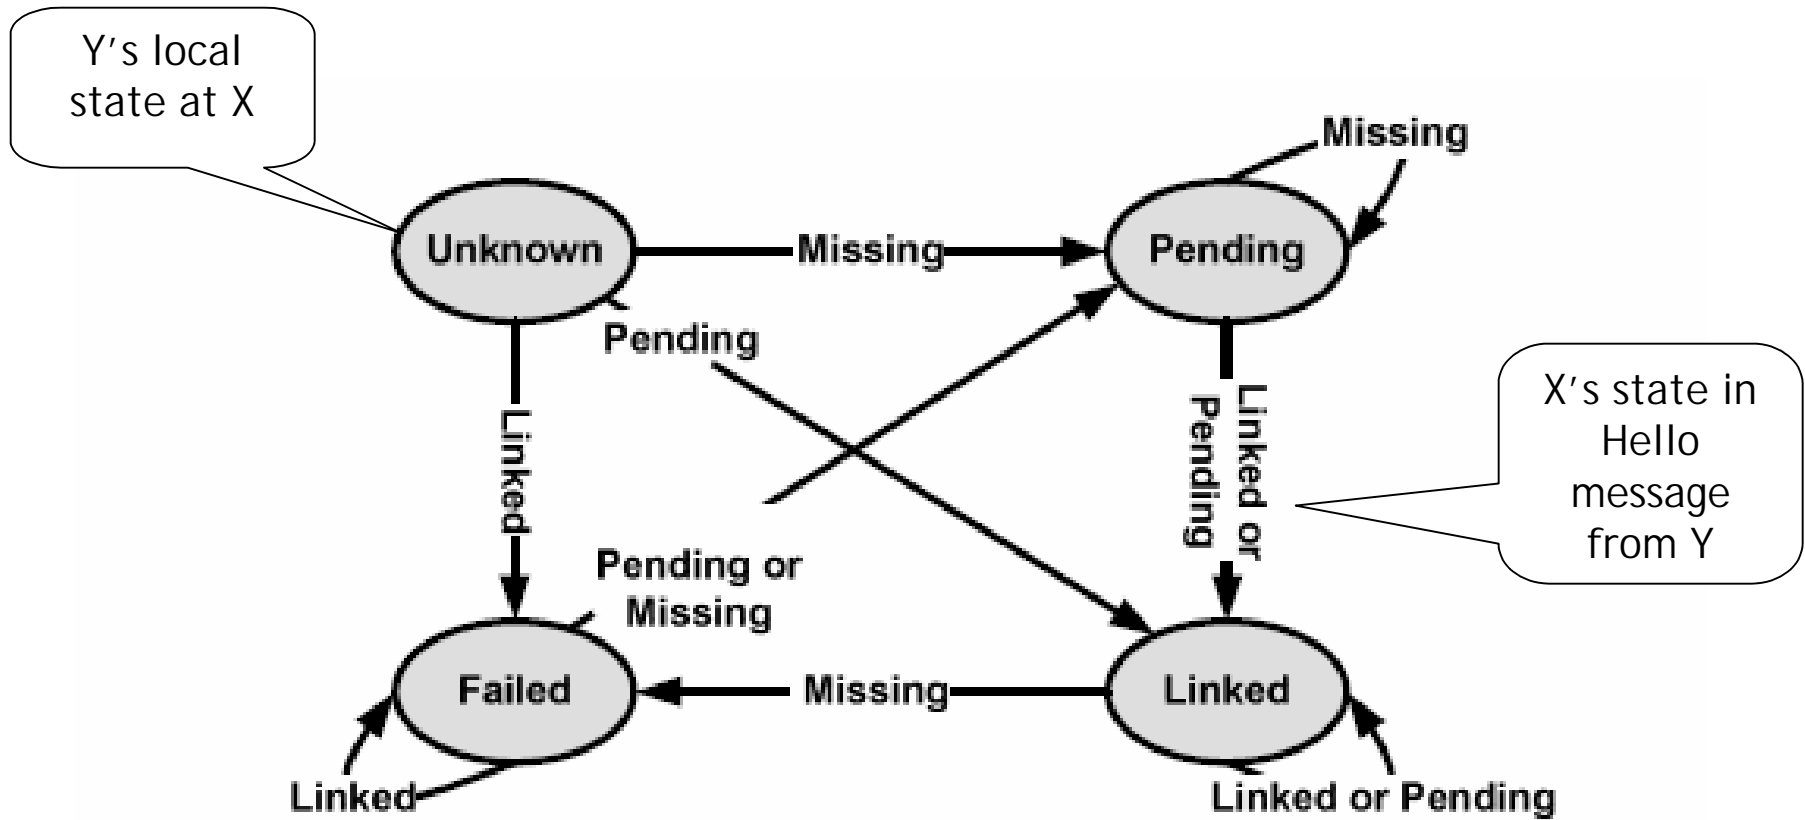 Y's local
state at X
Missing
Unknown
Missing
Pending
Pending
Linked
Linked or
Pending
X's state in
Hello
message
from Y
Pending or
Missing
Failed
Missing
Linked
Linked
Linked or Pending